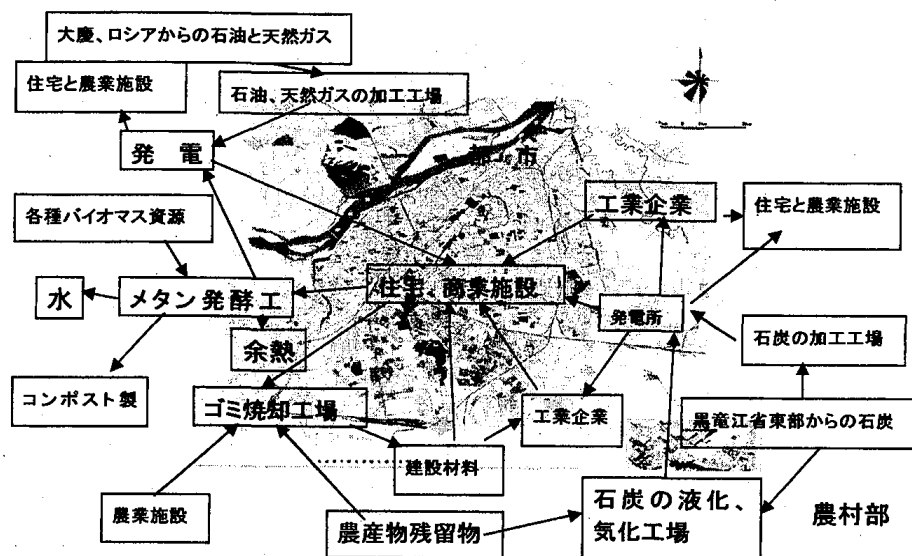 大慶、ロシアからの石油と天然ガス
住宅と農業施設
石油、天然ガスの加工工場
発電
市
各種バイオマス資源
工業企業
住宅と農業施設
水
メタン発酵工
住宅、商業施設
発電所
余熱
石炭の加工工場
コンポスト製
ゴミ焼却工場
工業企業
黒竜江省東部からの石炭
建設材料
農業施設
農産物残留物
石炭の液化、
気化工場
農村部